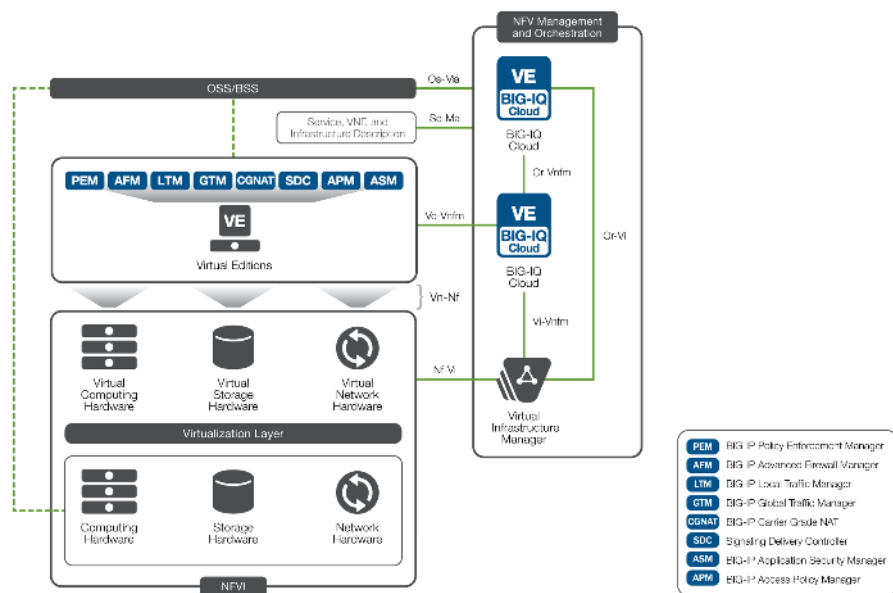 NFV Management
and Orchestration
OSS/BSS
Os-Ma
VE
BIG-IQ
Cloud
BIG-IQ
Cloud
Service, VNF, and
Infrastructure Description
Se-Ma
Or-Vnfm
PEM
AFM
LTM
GTM
CGNAT
SDC
APM
ASM
VE
Virtual Editions
Ve-Vnfm
VE
BIG-IQ
Cloud
BIG-IQ
Cloud
Or-Vi
Vn-Nf
Vi-Vnfm
Virtual
Computing
Hardware
Virtual
Storage
Hardware
Virtual
Network
Hardware
Nf-Vi
Virtual
Infrastructure
Manager
Virtualization Layer
Computing
Hardware
Storage
Hardware
Network
Hardware
NFVI
PEM BIG-IP Policy Enforcement Manager
AFM BIG-IP Advanced Firewall Manager
LTM BIG-IP Local Traffic Manager
GTM BIG-IP Global Traffic Manager
CGNAT BIG-IP Carrier Grade NAT
SDC Signaling Delivery Controller
ASM BIG-IP Application Security Manager
APM BIG-IP Access Policy Manager